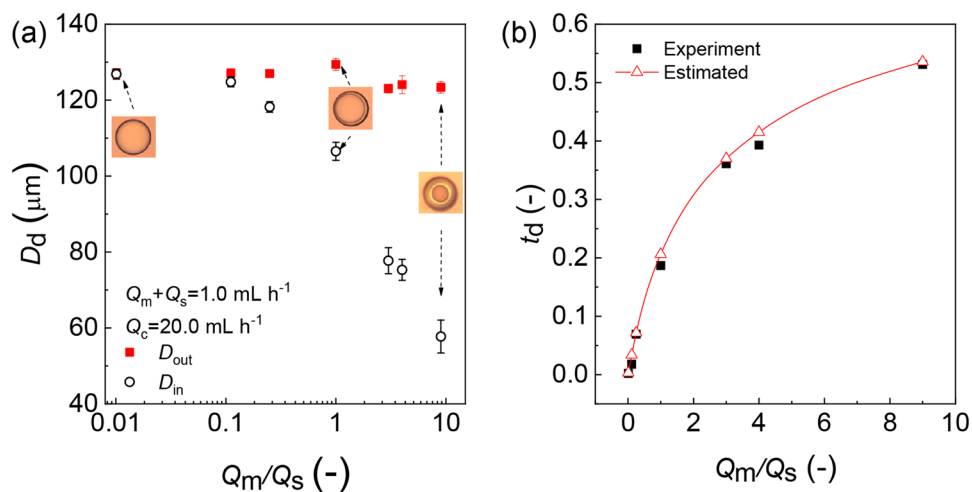 (a)
140
120
100
80
60
40
D_d (μm)
Q_m+Q_s=1.0 mL h^-1
Q_c=20.0 mL h^-1
D_out
D_in
0.01 0.1 1 10
Q_m/Q_s (-)
(b)
0.6
0.5
0.4
0.3
0.2
0.1
0.0
t_d (-)
Experiment
Estimated
0 2 4 6 8 10
Q_m/Q_s (-)